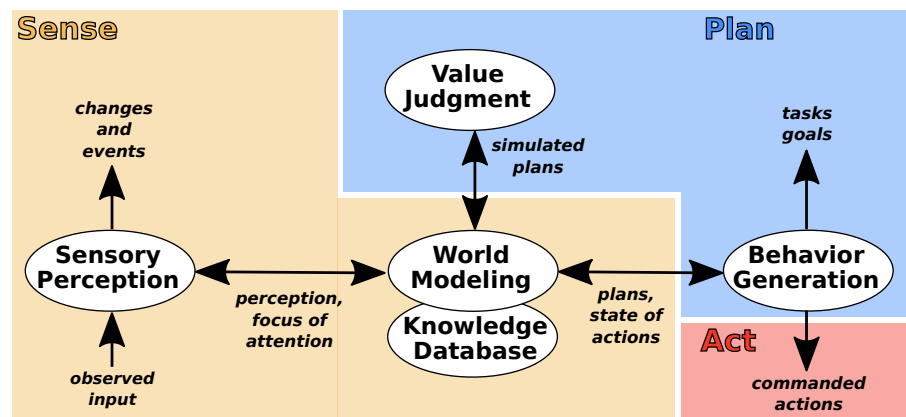 Sense
Plan
Value
Judgment
changes
and
events
tasks
goals
simulated
plans
Sensory
Perception
World
Modeling
Behavior
Generation
perception,
focus of
attention
plans,
state of
actions
Knowledge
Database
Act
observed
input
commanded
actions